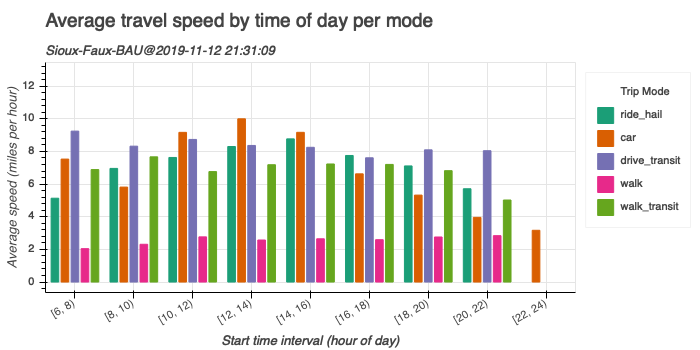 Average travel speed by time of day per mode
Sioux-Faux-BAU@2019-11-12 21:31:09
Average speed (miles per hour)
12
10
8
6
4
2
0
[6, 8)
[8, 10)
[10, 12)
[12, 14)
[14, 16)
[16, 18)
[18, 20)
[20, 22)
[22, 24)
Start time interval (hour of day)
Trip Mode
ride_hail
car
drive_transit
walk
walk_transit